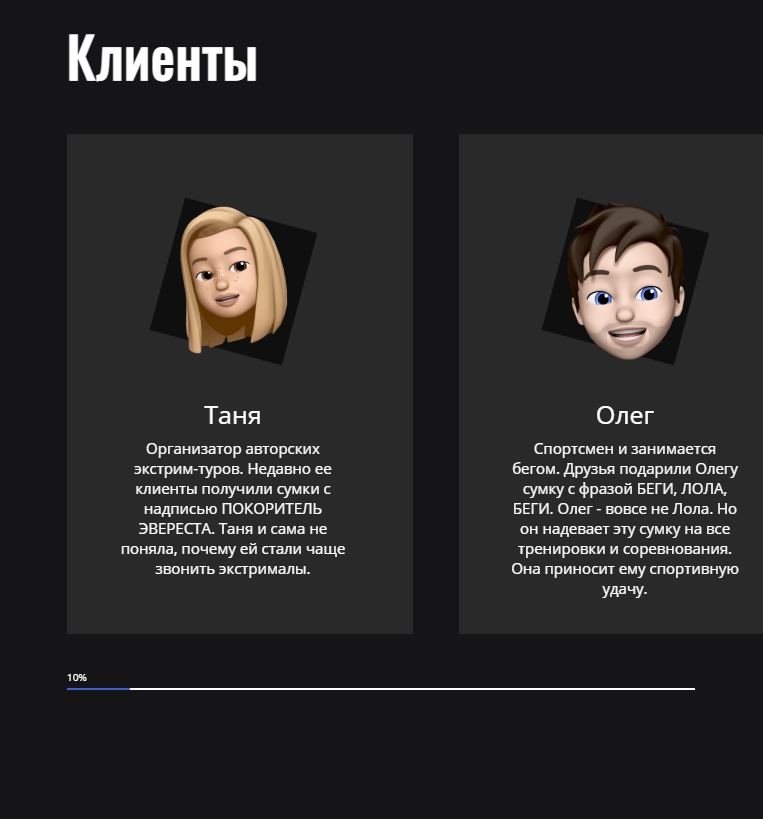 Клиенты
Таня
Организатор авторских
экстрим-туров. Недавно ее
клиенты получили сумки с
надписью ПОКОРИТЕЛЬ
ЭВЕРЕСТА. Таня и сама не
поняла, почему ей стали чаще
звонить экстрималы.
Олег
Спортсмен и занимается
бегом. Друзья подарили Олегу
сумку с фразой БЕГИ, ЛОЛА,
БЕГИ. Олег - вовсе не Лола. Но
он надевает эту сумку на все
тренировки и соревнования.
Она приносит ему спортивную
удачу.
10%